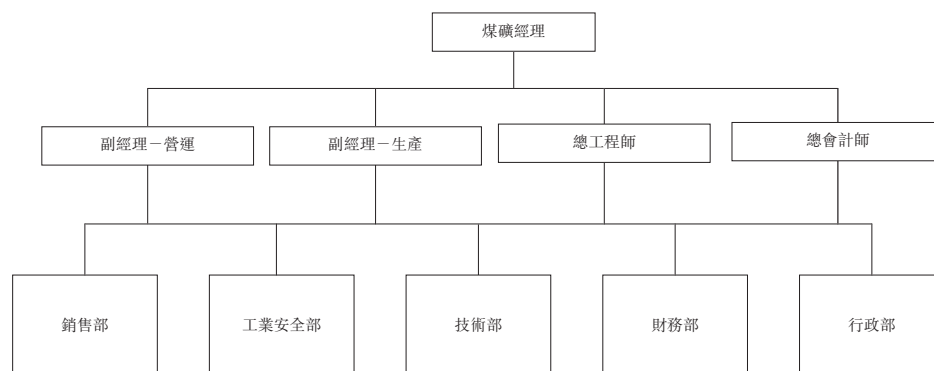 煤礦經理
副經理－營運
副經理－生產
總工程師
總會計師
銷售部
工業安全部
技術部
財務部
行政部